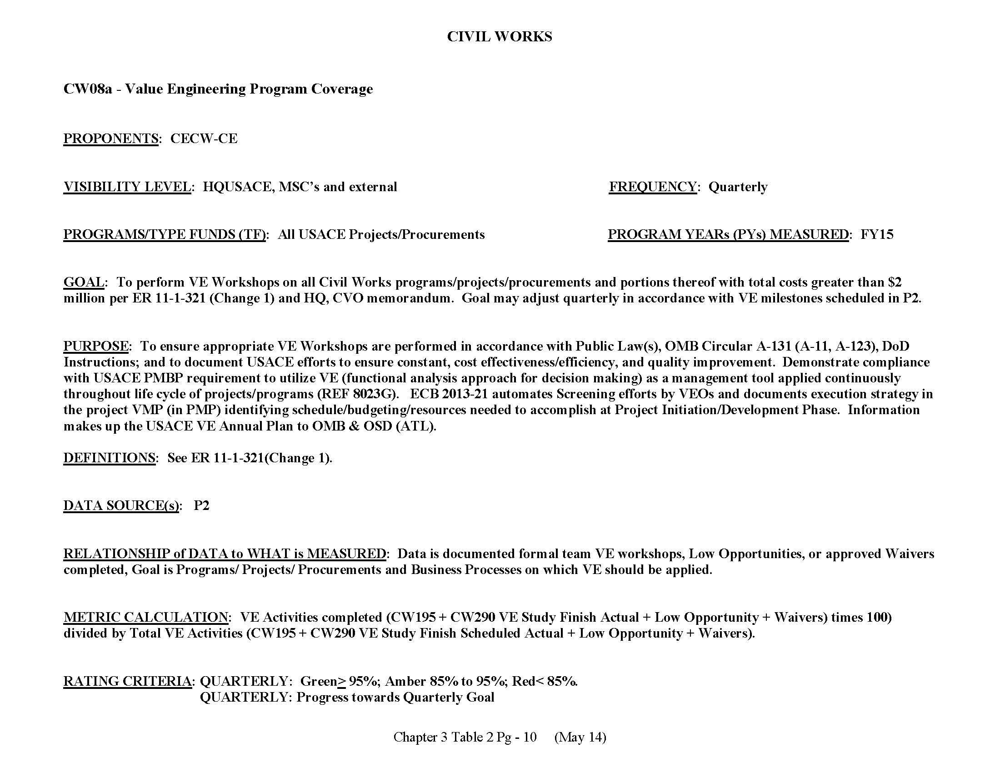 CIVIL WORKS
CW08a - Value Engineering Program Coverage
PROPONENTS:  CECW-CE
VISIBILITY LEVEL:  HQUSACE, MSC’s and external FREQUENCY:  Quarterly
PROGRAMS/TYPE FUNDS (TF):  All USACE Projects/Procurements PROGRAM YEARs (PYs) MEASURED:  FY15
GOAL:  To perform VE Workshops on all Civil Works programs/projects/procurements and portions thereof with total costs greater than $2
million per ER 11-1-321 (Change 1) and HQ, CVO memorandum.  Goal may adjust quarterly in accordance with VE milestones scheduled in P2.
PURPOSE:  To ensure appropriate VE Workshops are performed in accordance with Public Law(s), OMB Circular A-131 (A-11, A-123), DoD
Instructions; and to document USACE efforts to ensure constant, cost effectiveness/efficiency, and quality improvement.  Demonstrate compliance
with USACE PMBP requirement to utilize VE (functional analysis approach for decision making) as a management tool applied continuously
throughout life cycle of projects/programs (REF 8023G).   ECB 2013-21 automates Screening efforts by VEOs and documents execution strategy in
the project VMP (in PMP) identifying schedule/budgeting/resources needed to accomplish at Project Initiation/Development Phase.  Information
makes up the USACE VE Annual Plan to OMB & OSD (ATL).
DEFINITIONS:  See ER 11-1-321(Change 1).
DATA SOURCE(s):   P2
RELATIONSHIP of DATA to WHAT is MEASURED:  Data is documented formal team VE workshops, Low Opportunities, or approved Waivers
completed, Goal is Programs/ Projects/ Procurements and Business Processes on which VE should be applied.
METRIC CALCULATION:  VE Activities completed (CW195 + CW290 VE Study Finish Actual + Low Opportunity + Waivers) times 100)
divided by Total VE Activities (CW195 + CW290 VE Study Finish Scheduled Actual + Low Opportunity + Waivers).
RATING CRITERIA: QUARTERLY:  Green≥ 95%; Amber 85% to 95%; Red< 85%.
QUARTERLY: Progress towards Quarterly Goal
Chapter 3 Table 2 Pg - 10     (May 14)